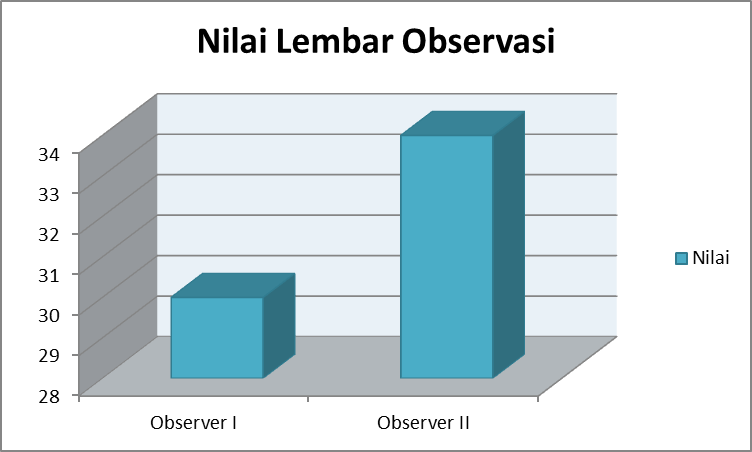 Nilai Lembar Observasi
34
33
32
31
30
29
28
Observer I
Observer II
Nilai